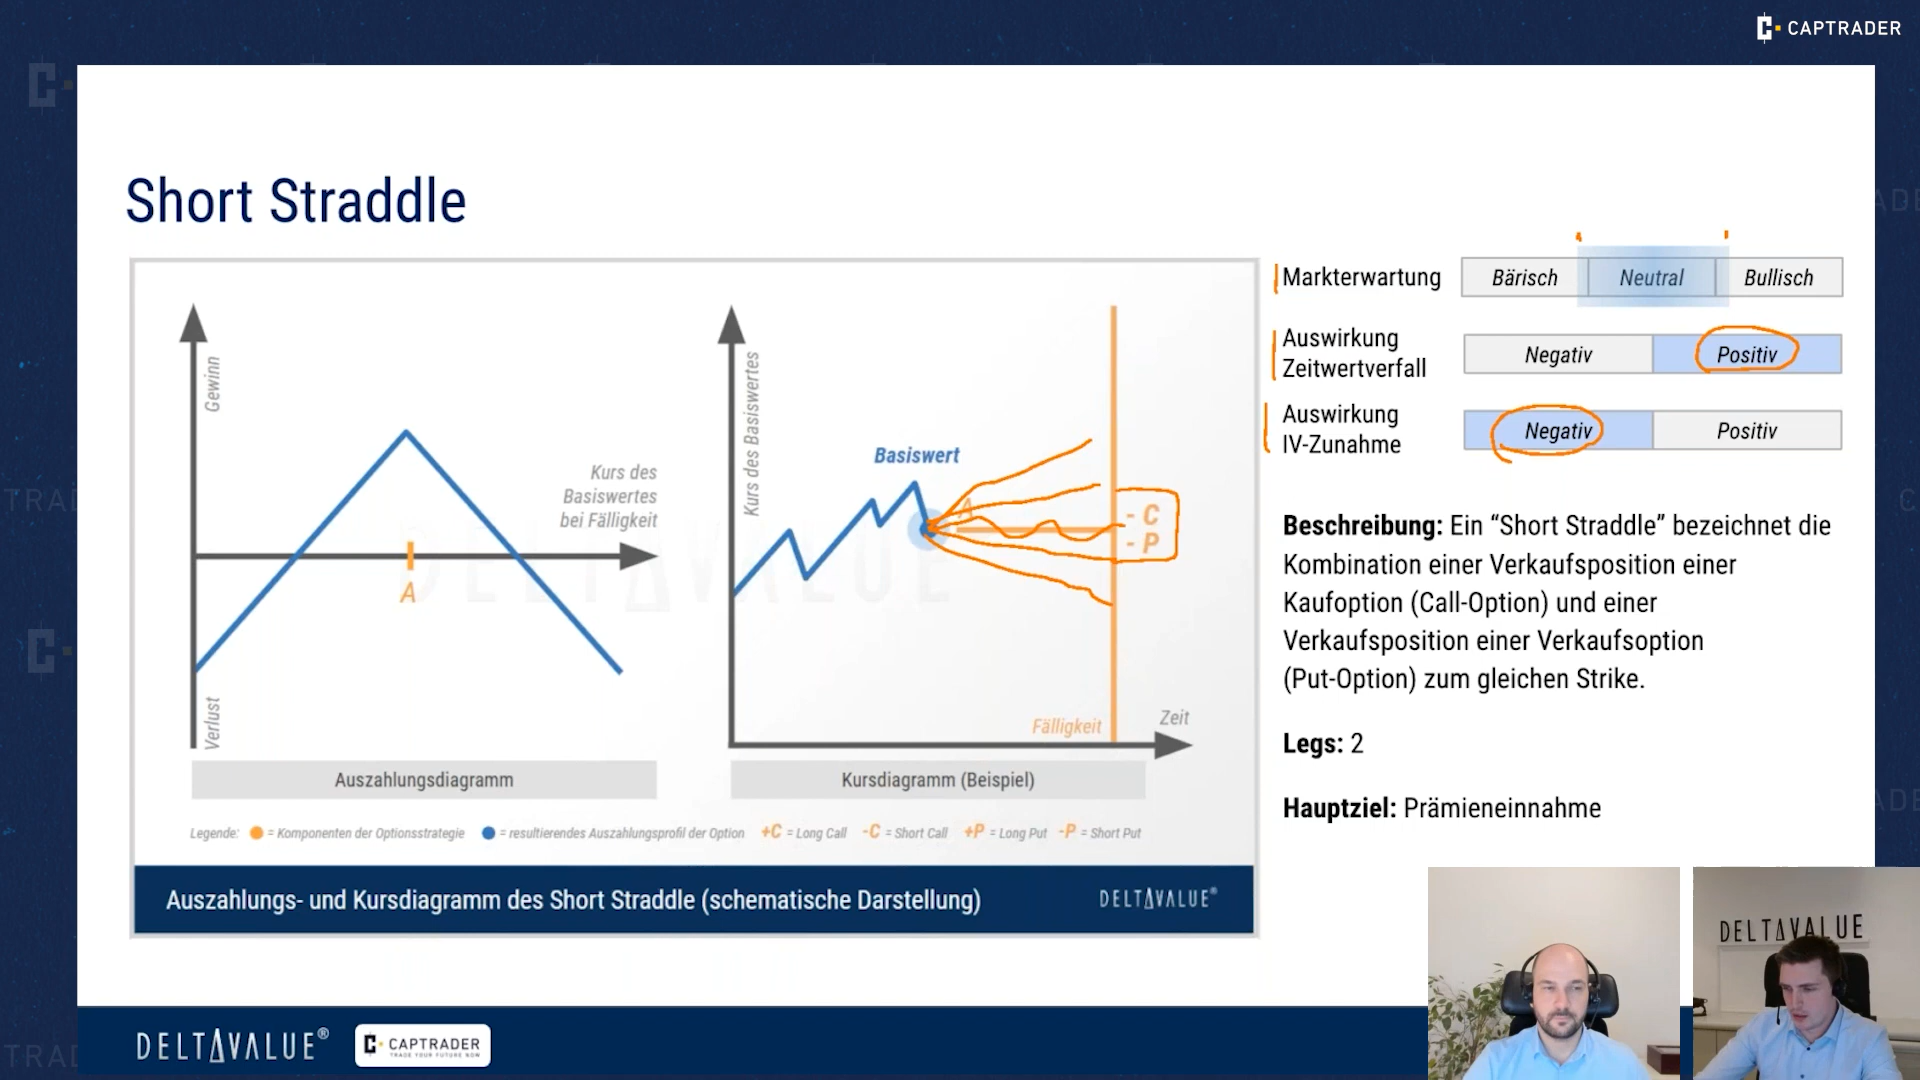 CAPTRADER
Short Straddle
Gewinn
Verlust
Kurs des
Basiswertes
bei Fälligkeit
A
Auszahlungsdiagramm
Kurs des Basiswertes
Basiswert
A
- C
- P
Fälligkeit
Zeit
Kursdiagramm (Beispiel)
Legende: = Komponenten der Optionsstrategie = resultierendes Auszahlungsprofil der Option +C = Long Call -C = Short Call +P = Long Put -P = Short Put
Auszahlungs- und Kursdiagramm des Short Straddle (schematische Darstellung)
DELTAVALUE®
Markterwartung
Bärisch Neutral Bullisch
Auswirkung
Zeitwertverfall
Negativ Positiv
Auswirkung
IV-Zunahme
Negativ Positiv
Beschreibung: Ein “Short Straddle” bezeichnet die
Kombination einer Verkaufsposition einer
Kaufoption (Call-Option) und einer
Verkaufsposition einer Verkaufsoption
(Put-Option) zum gleichen Strike.
Legs: 2
Hauptziel: Prämieneinnahme
DELTAVALUE
DELTAVALUE®
CAPTRADER
TRADE YOUR FUTURE NOW